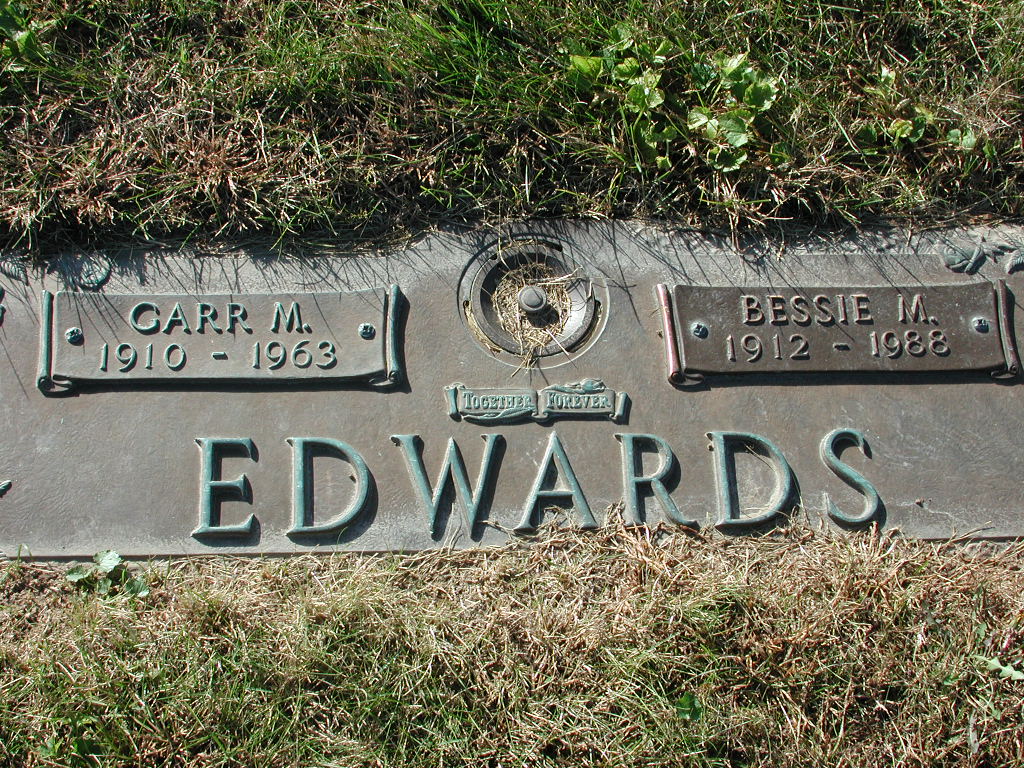 GARR M.
1910 - 1963
BESSIE M.
1912 - 1988
TOGETHER FOREVER
EDWARDS